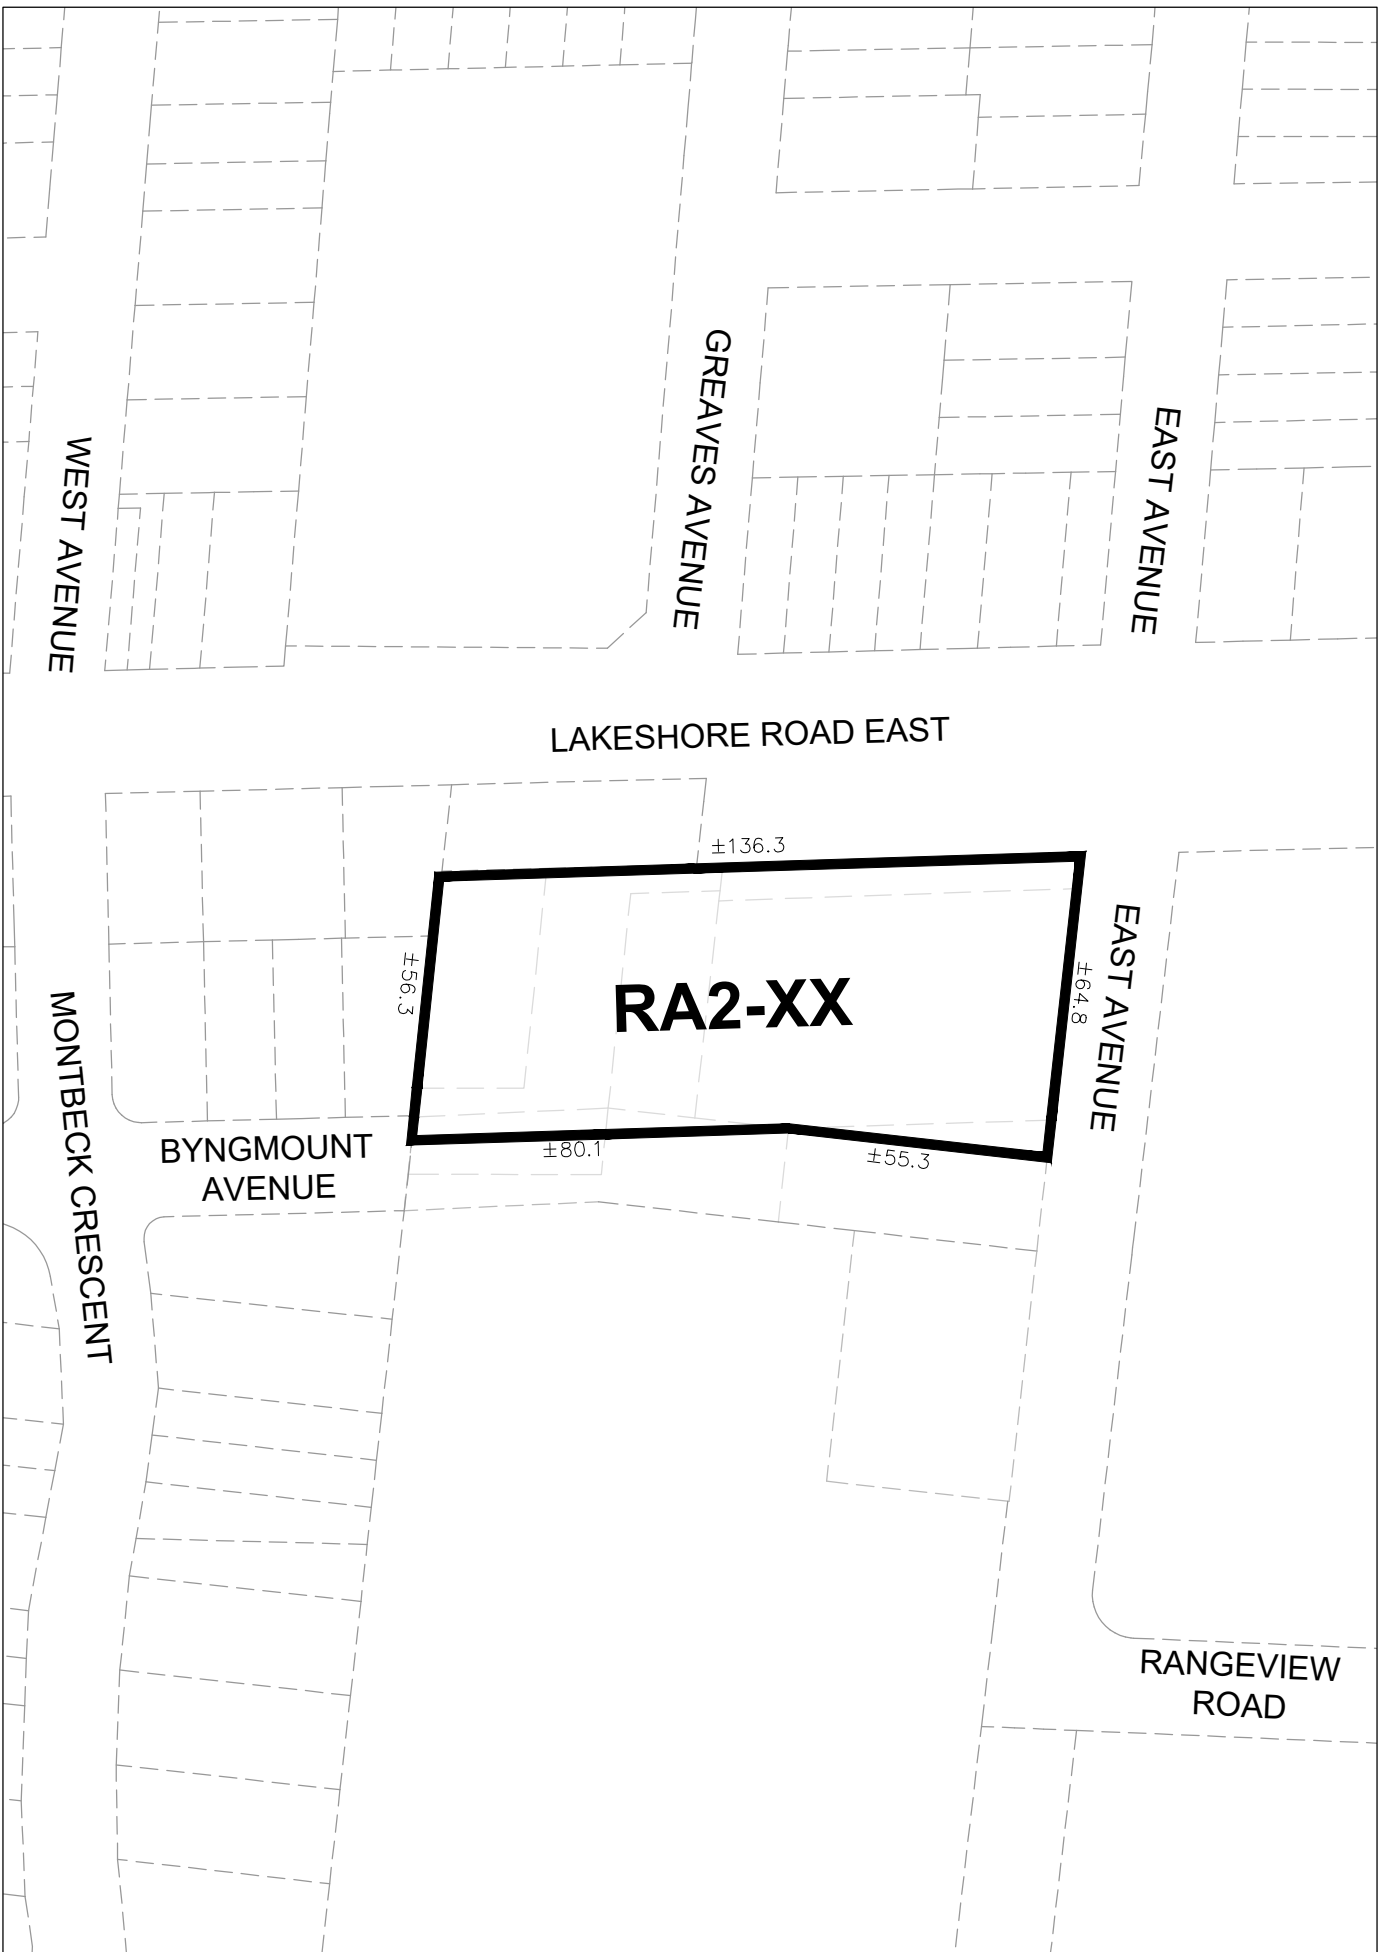 GREAVES AVENUE
EAST AVENUE
WEST AVENUE
LAKESHORE ROAD EAST
±136.3
±56.3
RA2-XX
±64.8
EAST AVENUE
MONTBECK CRESCENT
BYNGMOUNT
AVENUE
±80.1
±55.3
RANGEVIEW
ROAD